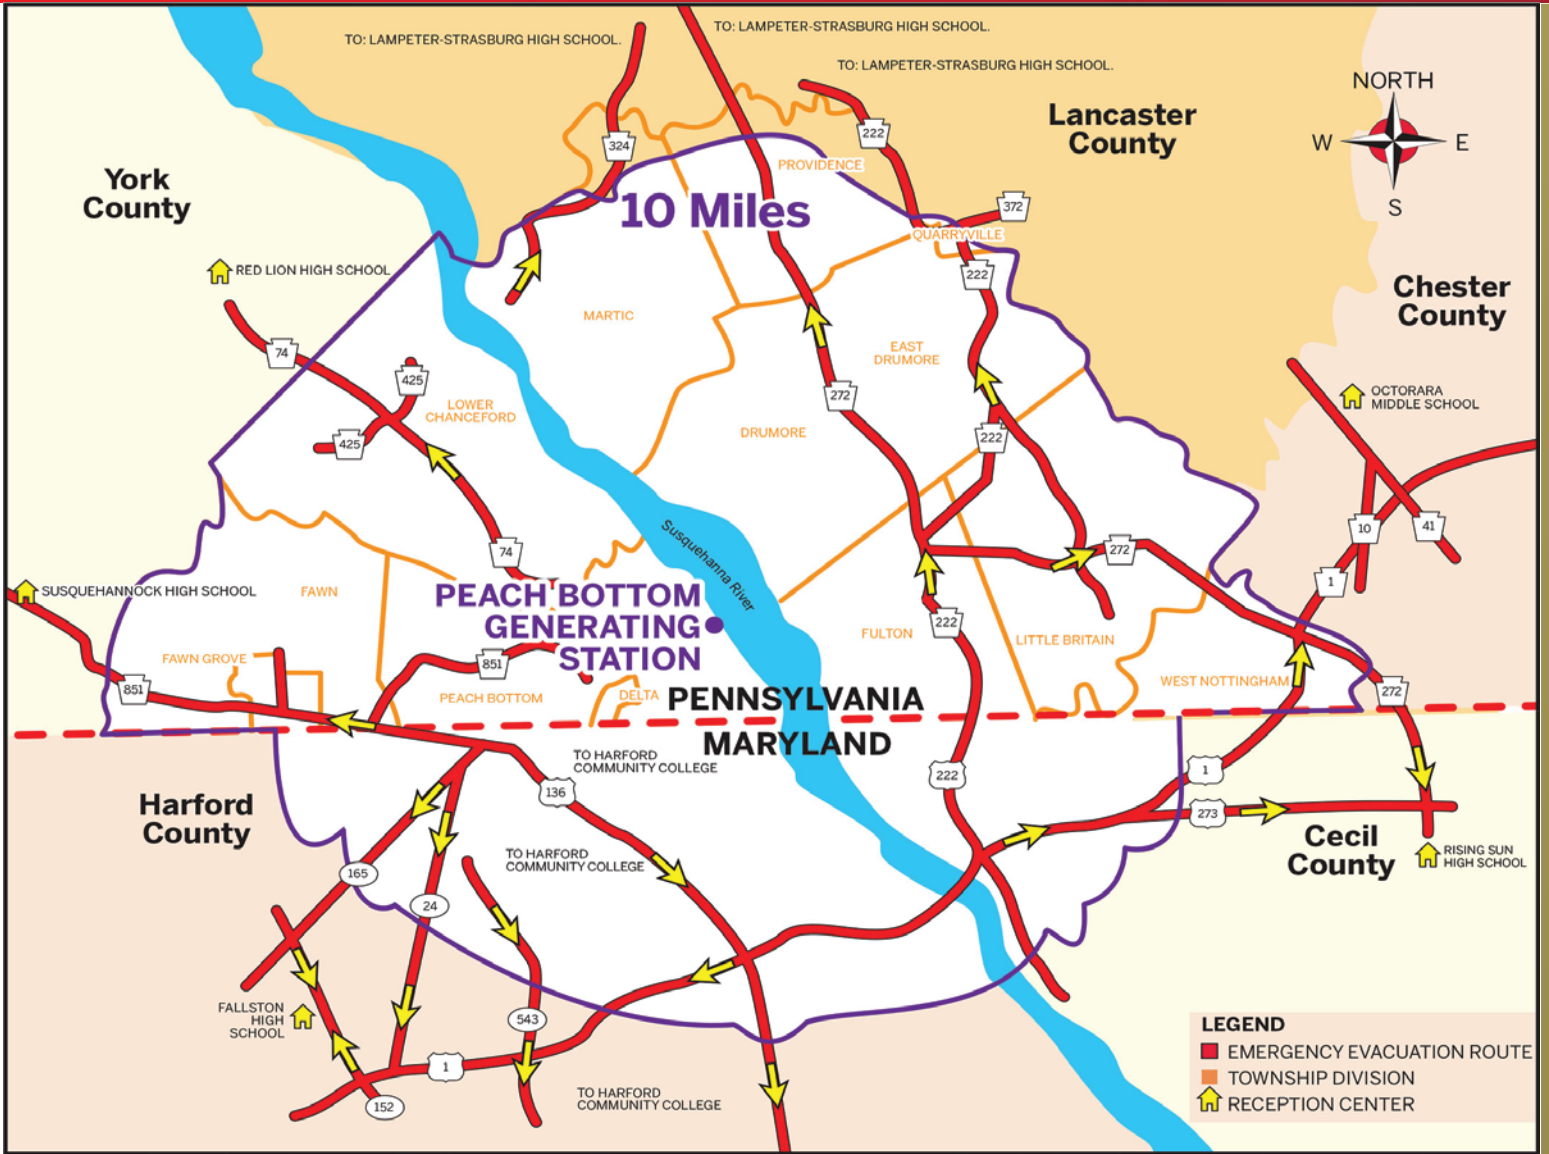 TO: LAMPETER-STRASBURG HIGH SCHOOL.
TO: LAMPETER-STRASBURG HIGH SCHOOL.
TO: LAMPETER-STRASBURG HIGH SCHOOL.
NORTH
W
E
S
Lancaster
County
York
County
Chester
County
324
222
PROVIDENCE
10 Miles
372
QUARRYVILLE
222
RED LION HIGH SCHOOL
MARTIC
74
425
EAST
DRUMORE
272
LOWER
CHANCEFORD
425
DRUMORE
222
OCTORARA
MIDDLE SCHOOL
10
41
74
272
Susquehanna River
1
SUSQUEHANNOCK HIGH SCHOOL
FAWN
PEACH BOTTOM
GENERATING
STATION
222
FULTON
LITTLE BRITAIN
FAWN GROVE
851
851
PEACH BOTTOM
DELTA
WEST NOTTINGHAM
272
PENNSYLVANIA
MARYLAND
TO HARFORD
COMMUNITY COLLEGE
136
222
1
273
Harford
County
Cecil
County
RISING SUN
HIGH SCHOOL
TO HARFORD
COMMUNITY COLLEGE
165
24
FALLSTON
HIGH
SCHOOL
543
1
152
TO HARFORD
COMMUNITY COLLEGE
LEGEND
EMERGENCY EVACUATION ROUTE
TOWNSHIP DIVISION
RECEPTION CENTER